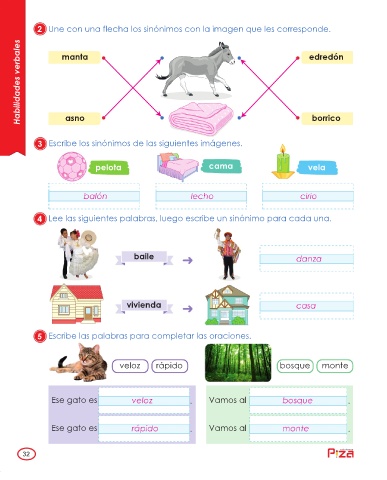 Habilidades verbales
2 Une con una flecha los sinónimos con la imagen que les corresponde.
manta
edredón
asno
borrico
3 Escribe los sinónimos de las siguientes imágenes.
pelota
cama
vela
balón
lecho
cirio
4 Lee las siguientes palabras, luego escribe un sinónimo para cada una.
baile
danza
vivienda
casa
5 Escribe las palabras para completar las oraciones.
veloz rápido
bosque monte
Ese gato es veloz .
Vamos al bosque .
Ese gato es rápido .
Vamos al monte .
32
Piza